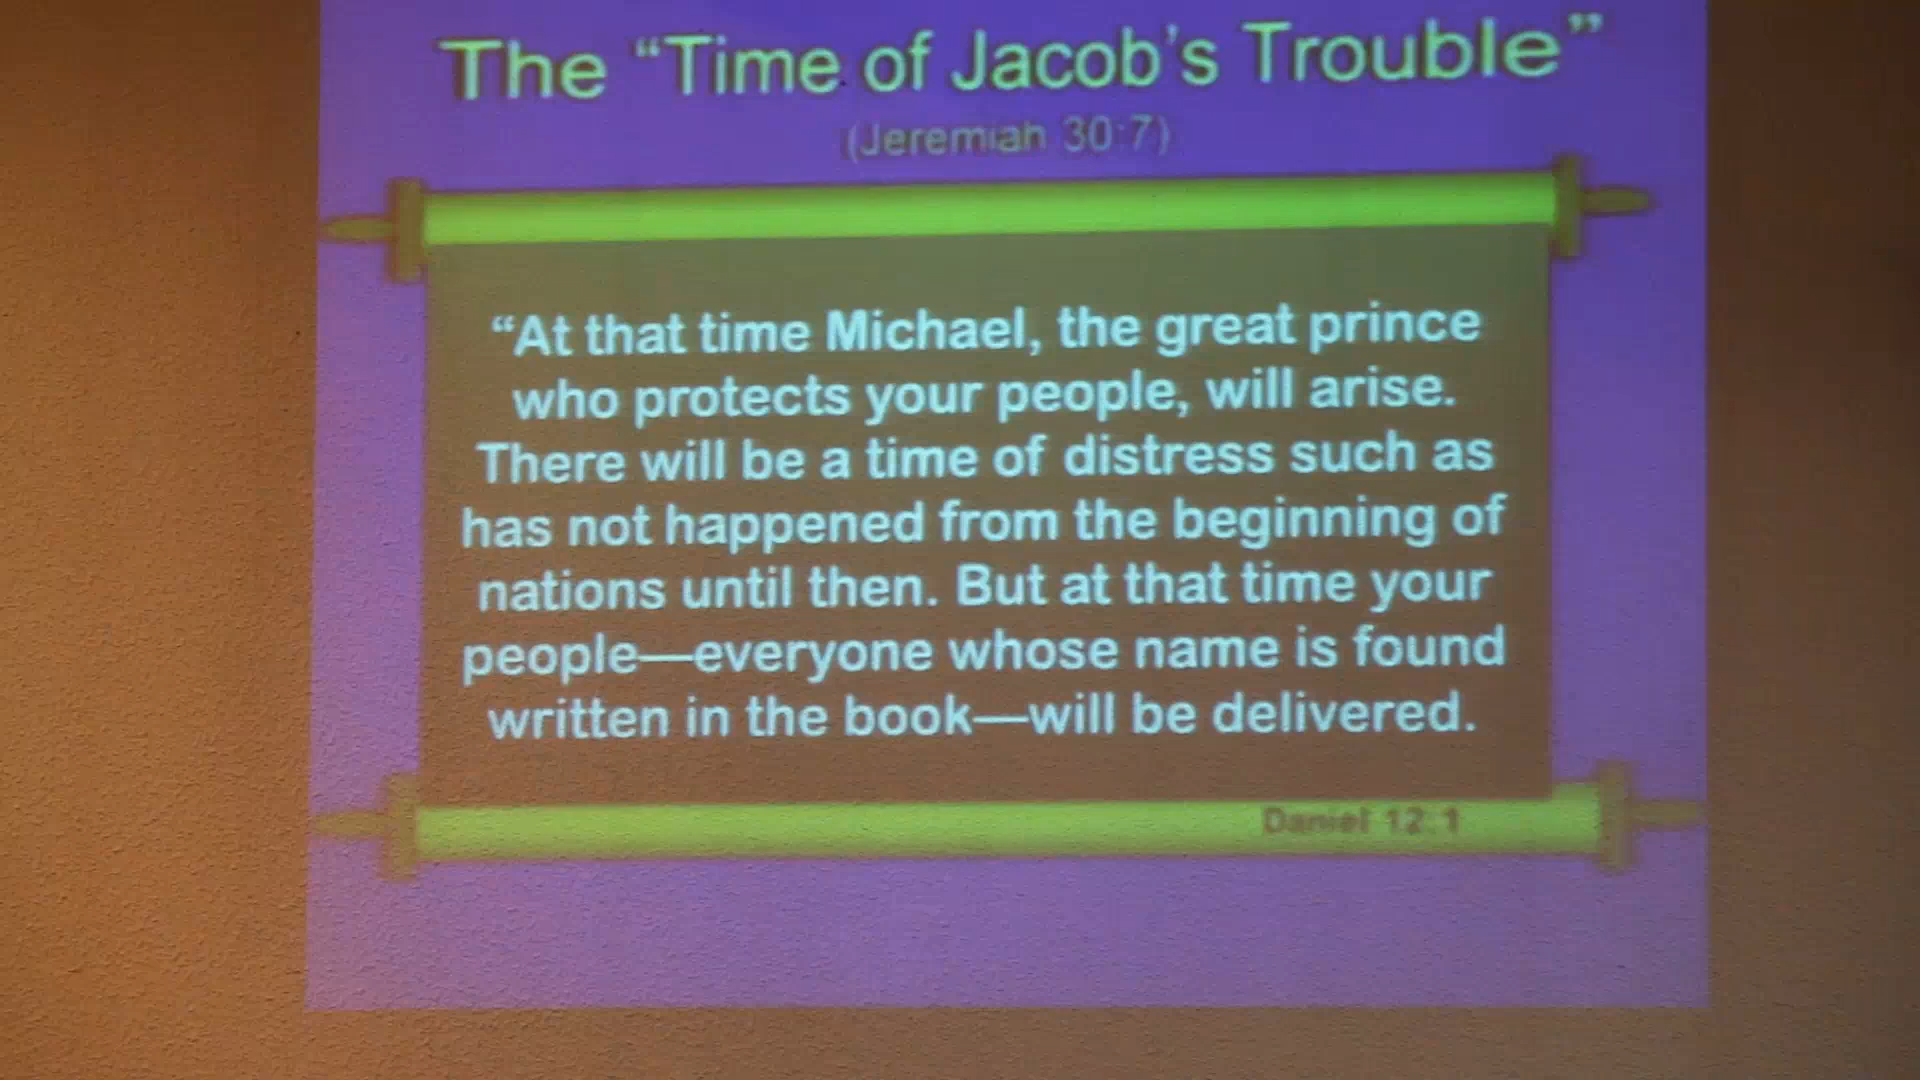 The “Time of Jacob’s Trouble”
(Jeremiah 30:7)
“At that time Michael, the great prince
who protects your people, will arise.
There will be a time of distress such as
has not happened from the beginning of
nations until then. But at that time your
people—everyone whose name is found
written in the book—will be delivered.
Daniel 12:1